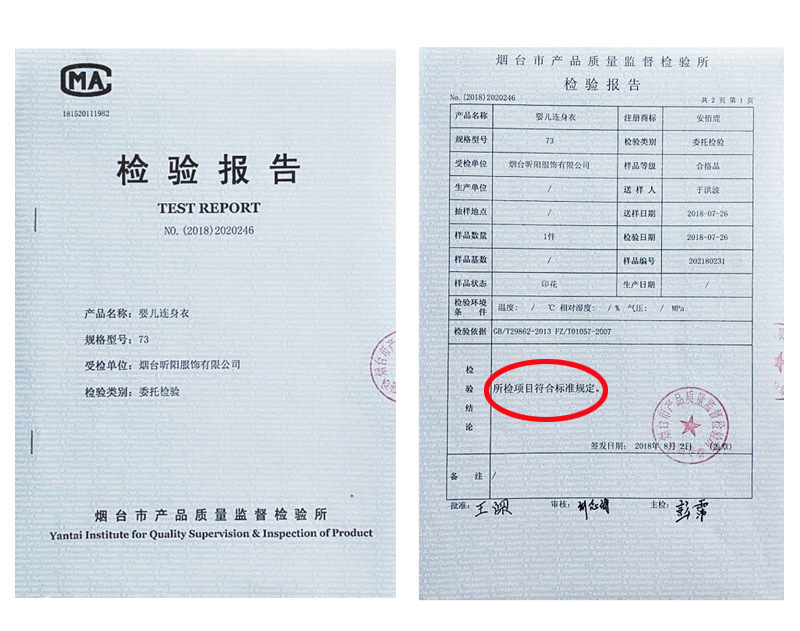 CMA
181520111982
检验报告
TEST REPORT
NO. (2018)2020246
产品名称：婴儿连身衣
规格型号：73
受检单位：烟台昕阳服饰有限公司
检验类别：委托检验
烟台市产品质量监督检验所
Yantai Institute for Quality Supervision & Inspection of Product
烟台市产品质量监督检验所
检验报告
No. (2018)2020246 共 2 页 第 1 页
产品名称 婴儿连身衣 注册商标 安佰鹿
规格型号 73 检验类别 委托检验
受检单位 烟台昕阳服饰有限公司 样品等级 合格品
生产单位 / 送样人 于洪波
抽样地点 / 送样日期 2018-07-26
样品数量 1件 检验日期 2018-07-26
样品基数 / 样品编号 202180231
样品状态 印花 生产日期 /
检验环境条件 温度： / ℃ 相对湿度： / % 气压： / MPa
检验依据 GB/T29862-2013 FZ/T01057-2007
检验结论 所检项目符合标准规定。
签发日期： 2018年 8月 2日 (盖章)
备注 /
批准： 审核： 主检：